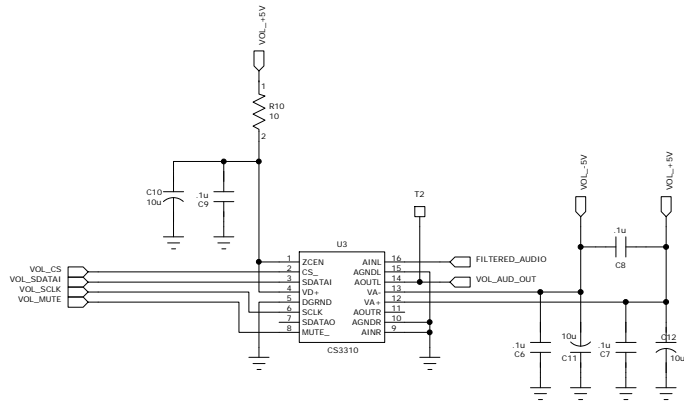 VOL_+5V
1
R10
10
2
C10
10u
.1u
C9
VOL_-5V
VOL_+5V
T2
.1u
C8
U3
VOL_CS
VOL_SDATAI
VOL_SCLK
VOL_MUTE
1 ZCEN AINL 16
2 CS_ AGNDL 15
3 SDATAI AOUTL 14
4 VD+ VA- 13
5 DGRND VA+ 12
6 SCLK AOUTR 11
7 SDATAO AGNDR 10
8 MUTE_ AINR 9
CS3310
FILTERED_AUDIO
VOL_AUD_OUT
.1u
C6
10u
C11
.1u
C7
C12
10u